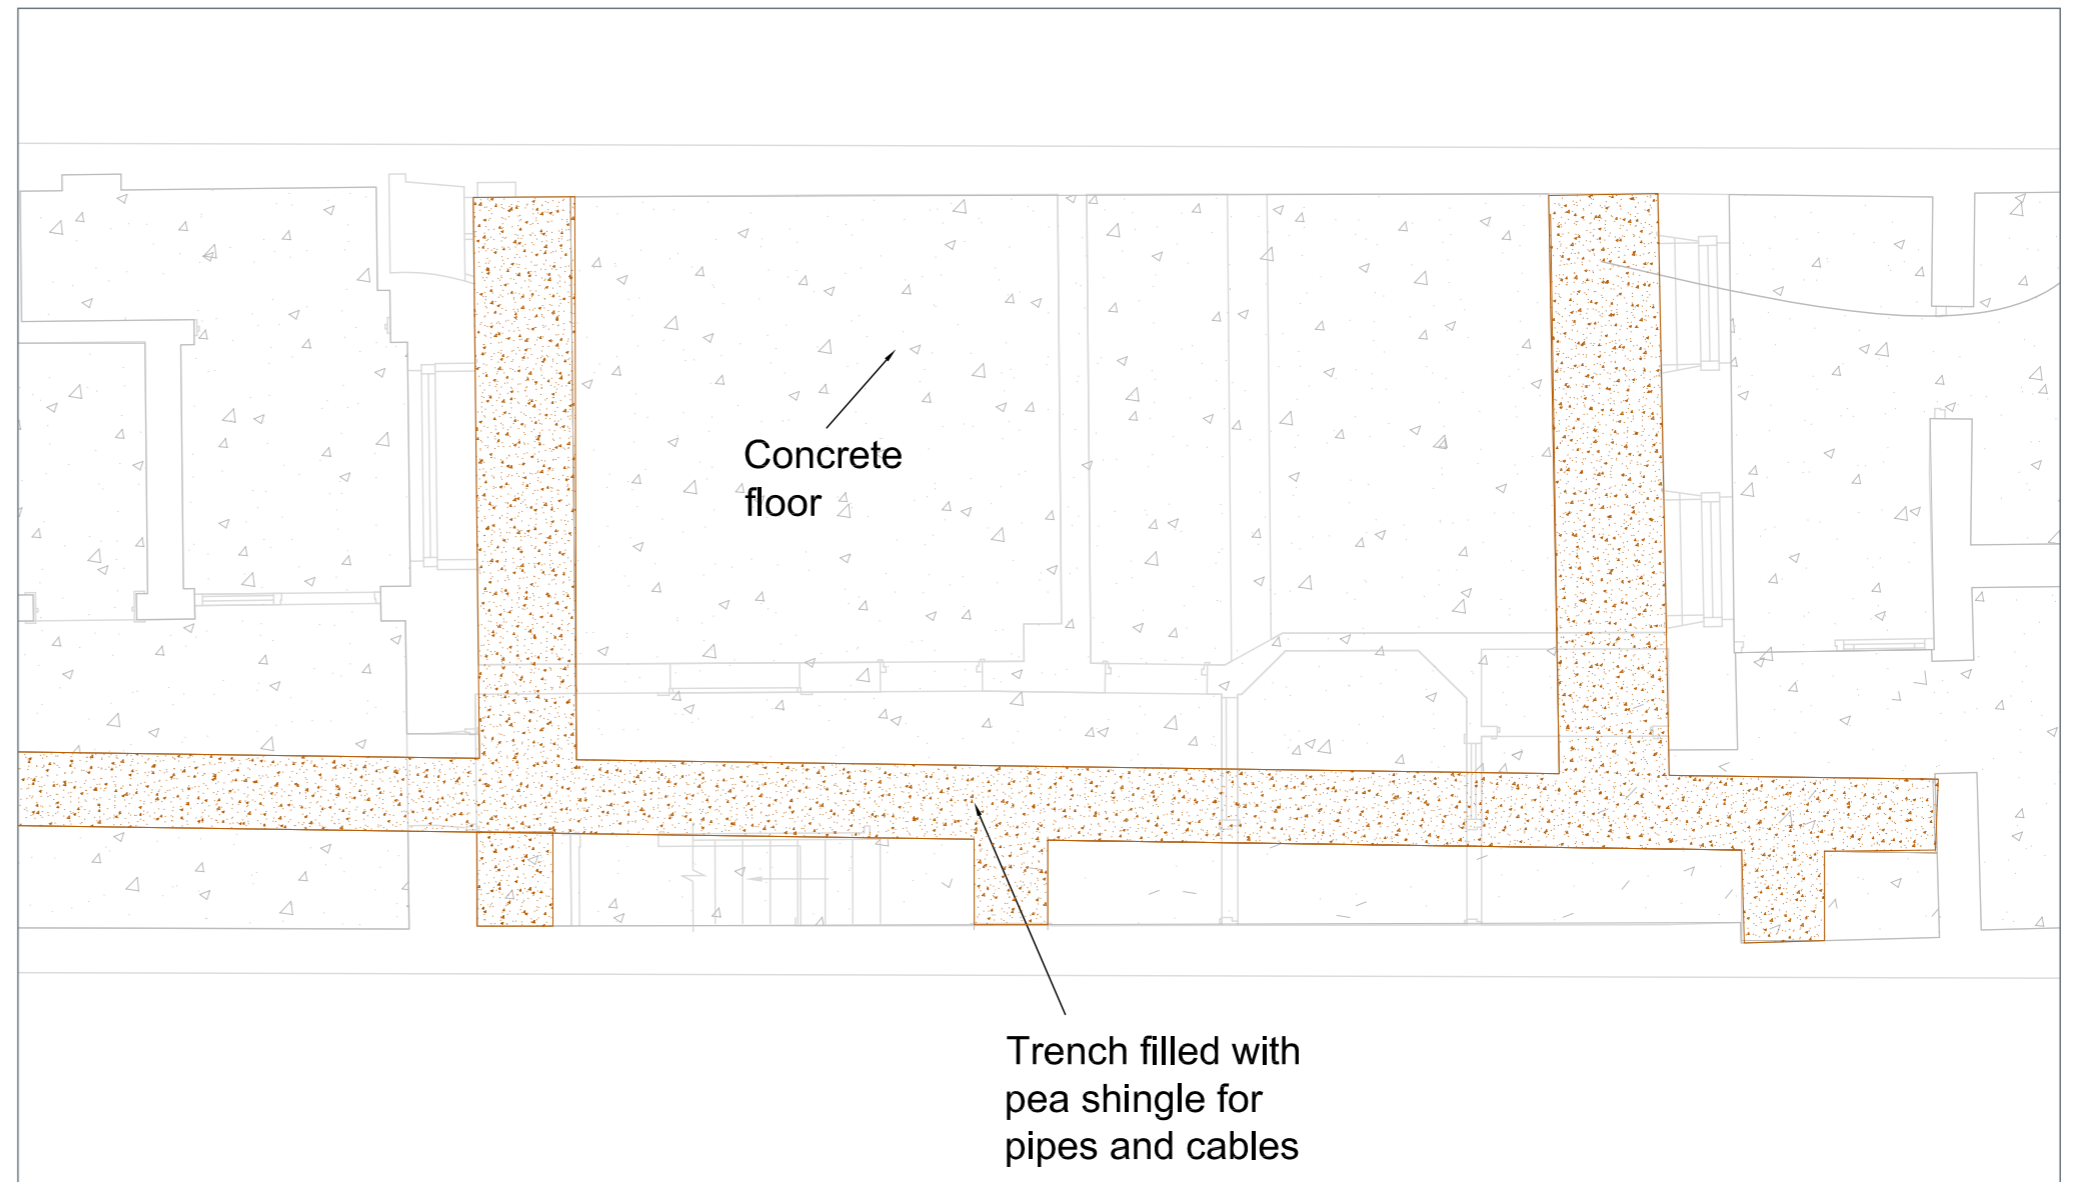 Concrete
floor
Trench filled with
pea shingle for
pipes and cables